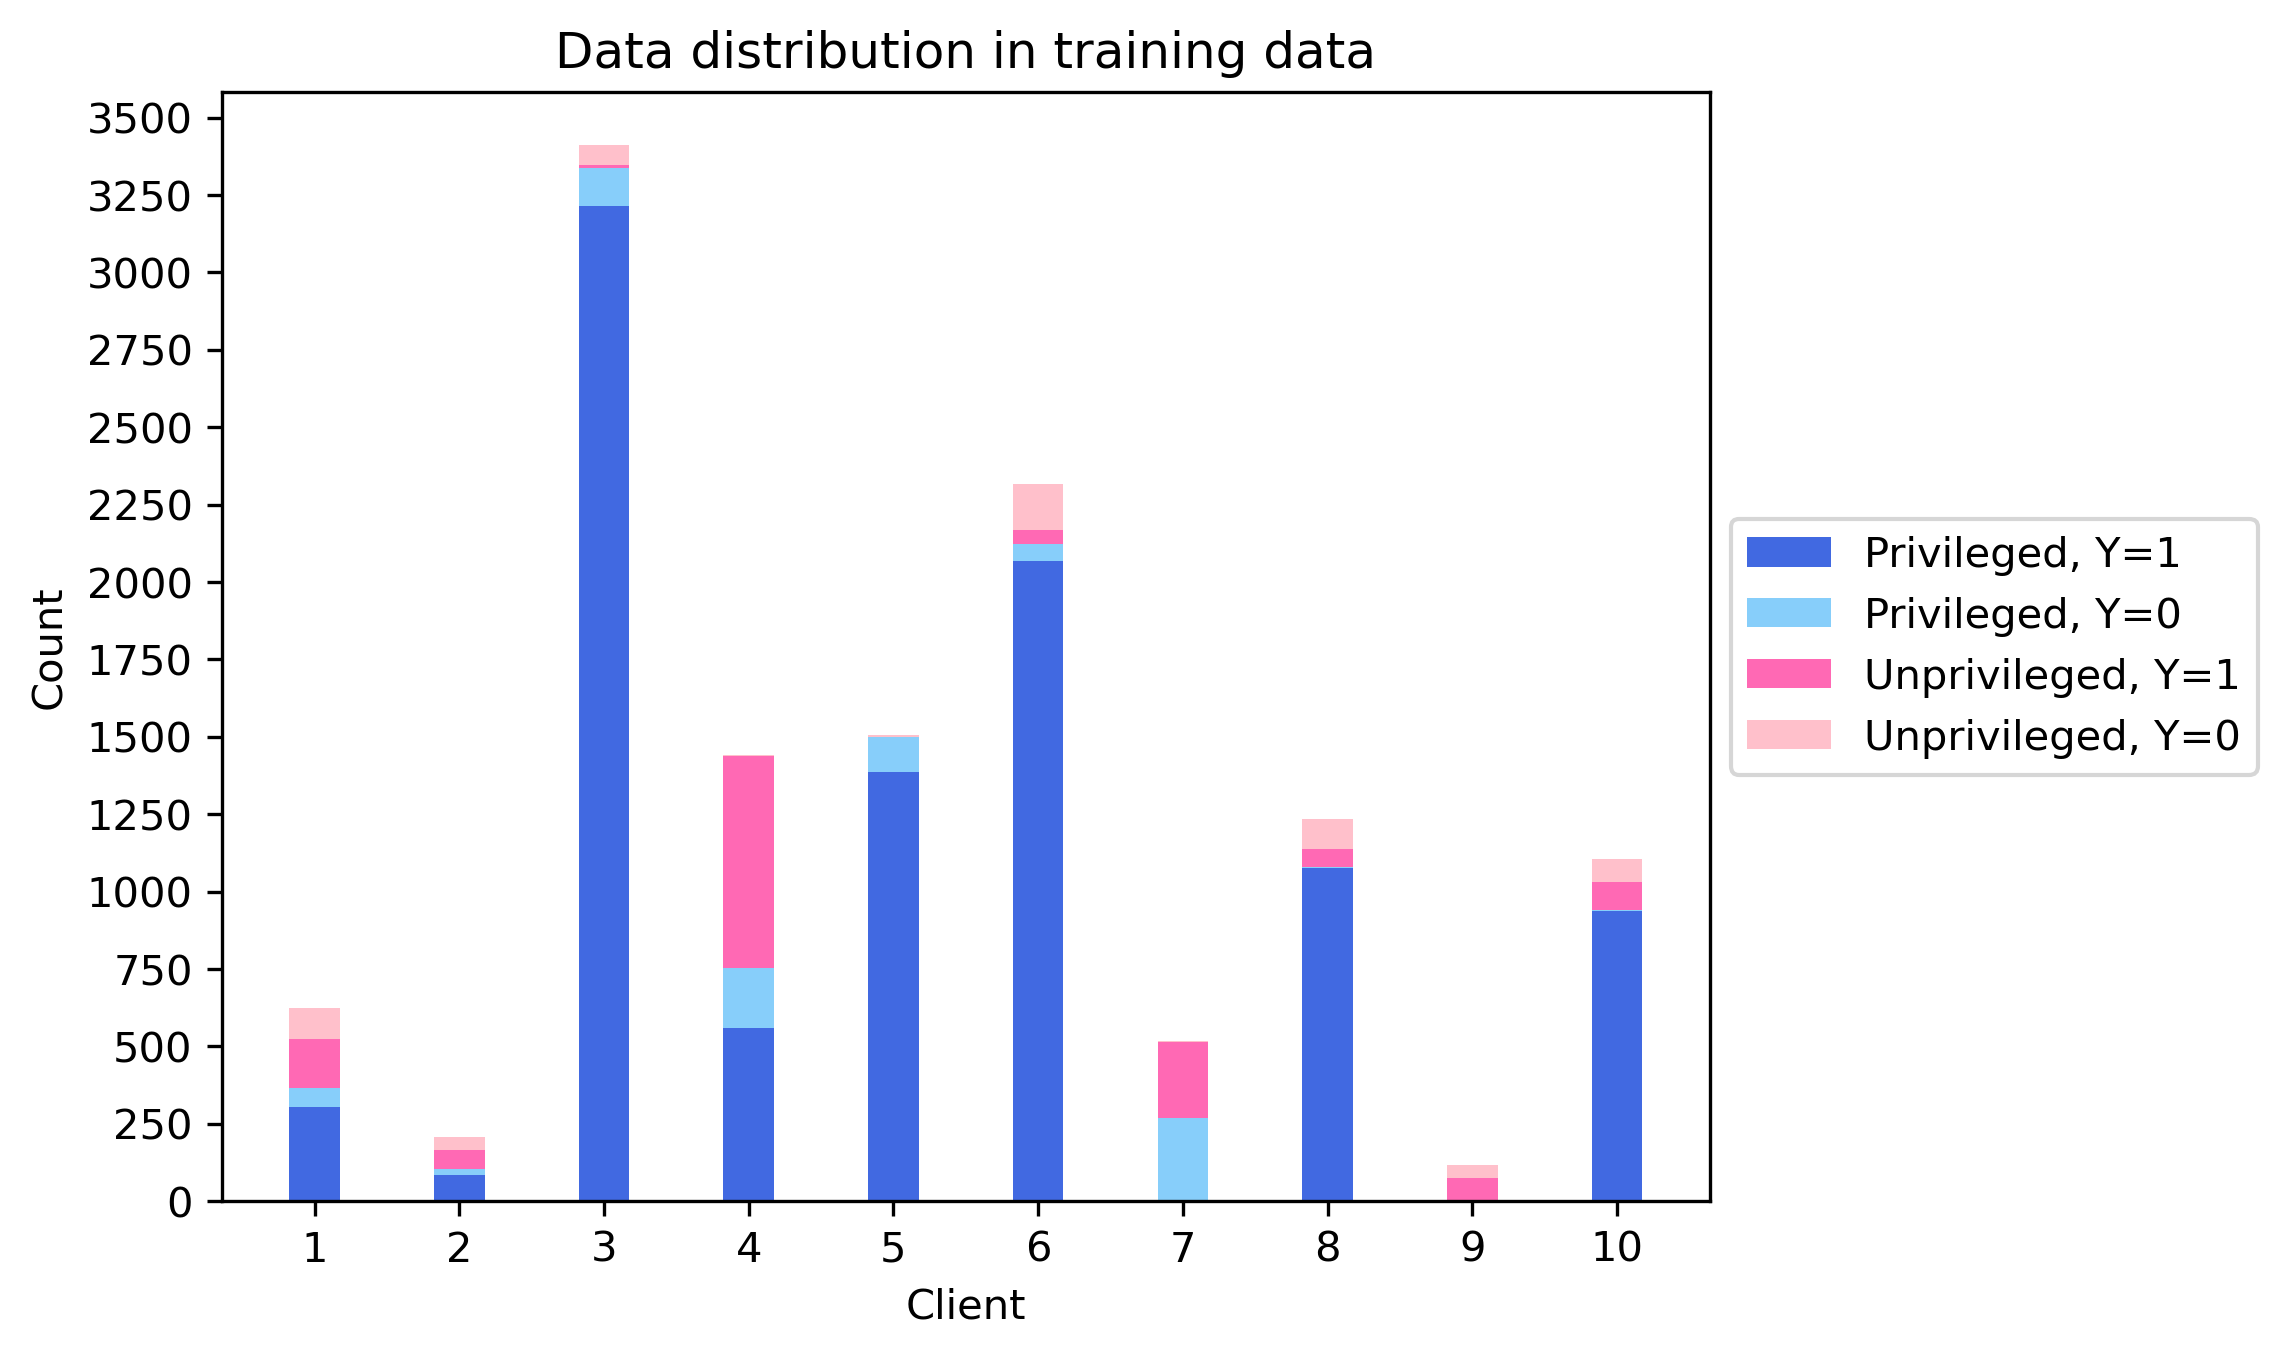 Data distribution in training data
3500
3250
3000
2750
2500
2250
2000
1750
1500
1250
1000
750
500
250
0
Count
1 2 3 4 5 6 7 8 9 10
Client
Privileged, Y=1
Privileged, Y=0
Unprivileged, Y=1
Unprivileged, Y=0